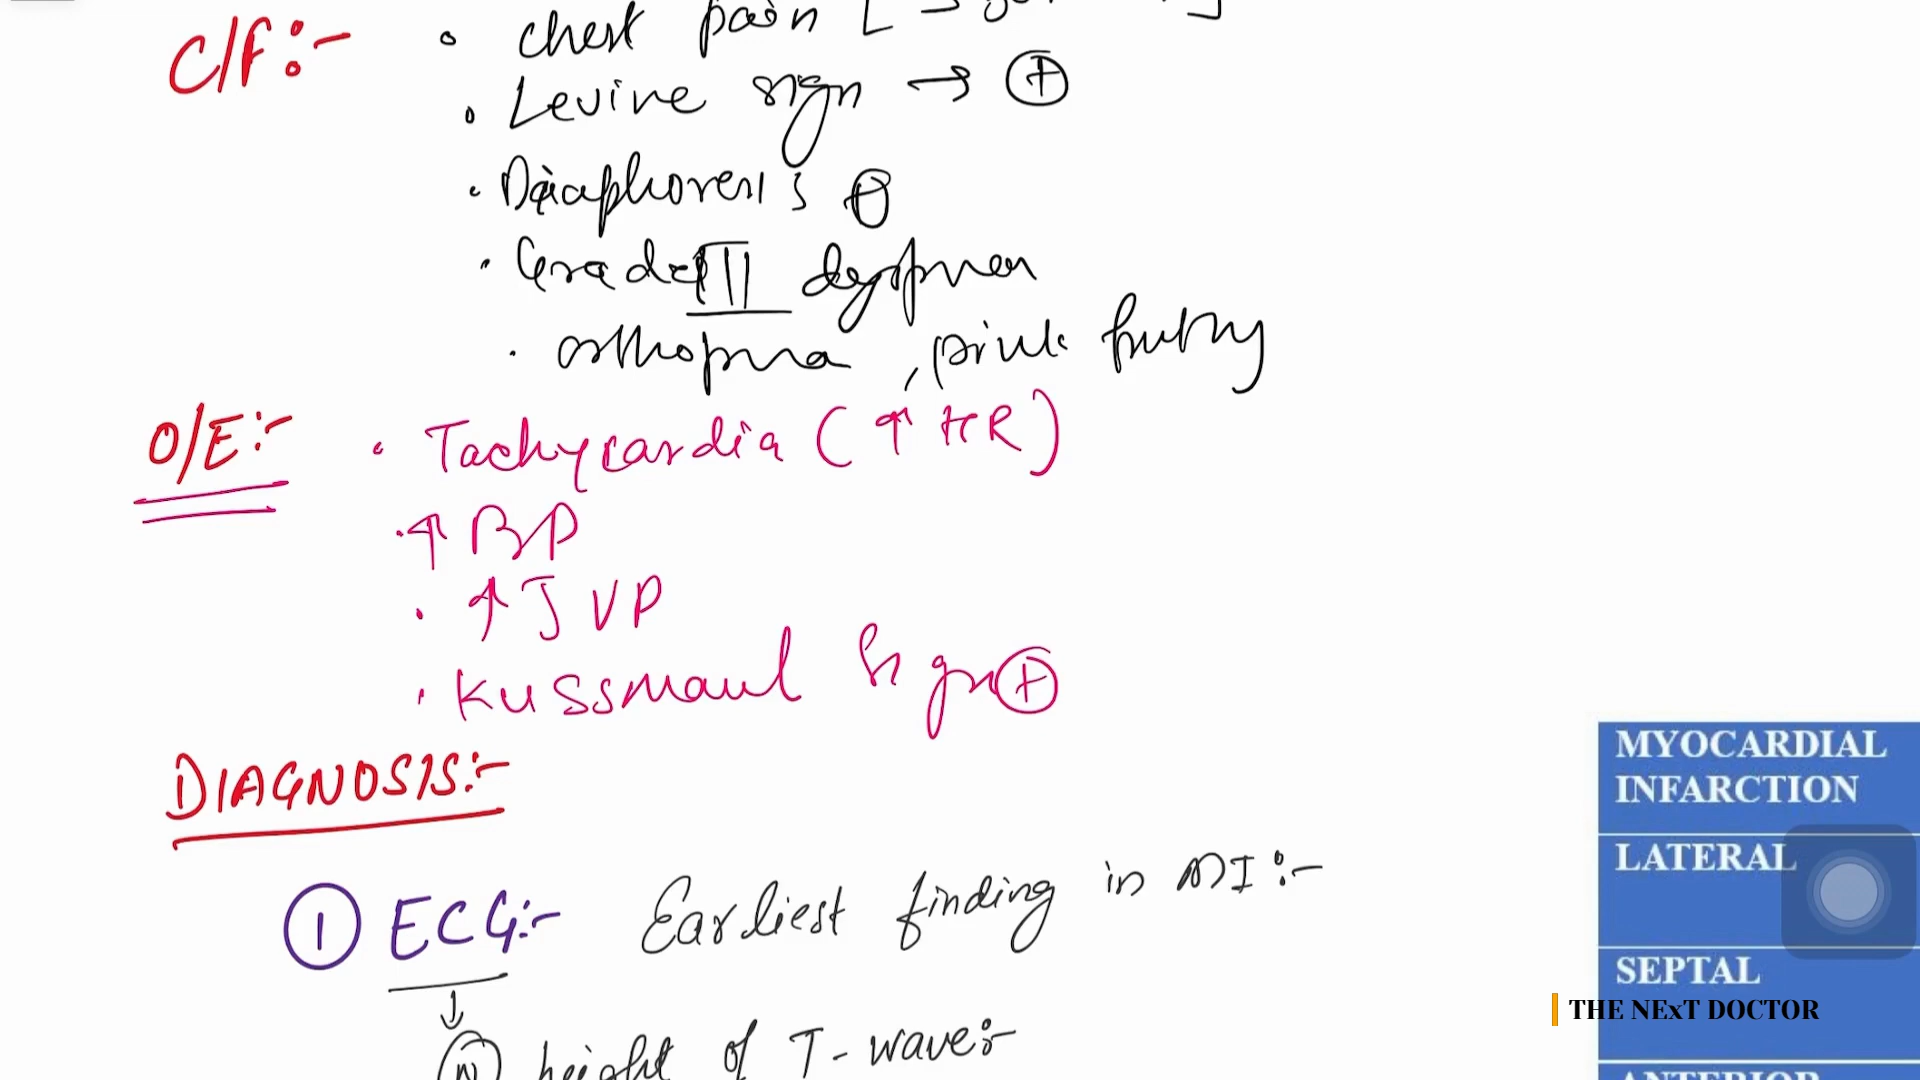 C/F:- • chest pain [
• Levine sign → ⊕
• Diaphoresis ⊕
• Grade III dyspnea
• orthopnea, pink frothy
O/E:- • Tachycardia (↑ HR)
• ↑ BP
• ↑ JVP
• Kussmaul sign ⊕
DIAGNOSIS:-
① ECG:- Earliest finding in MI:-
↓
(N) height of T-wave:-
MYOCARDIAL
INFARCTION
LATERAL
SEPTAL
THE NExT DOCTOR
ANTERIOR